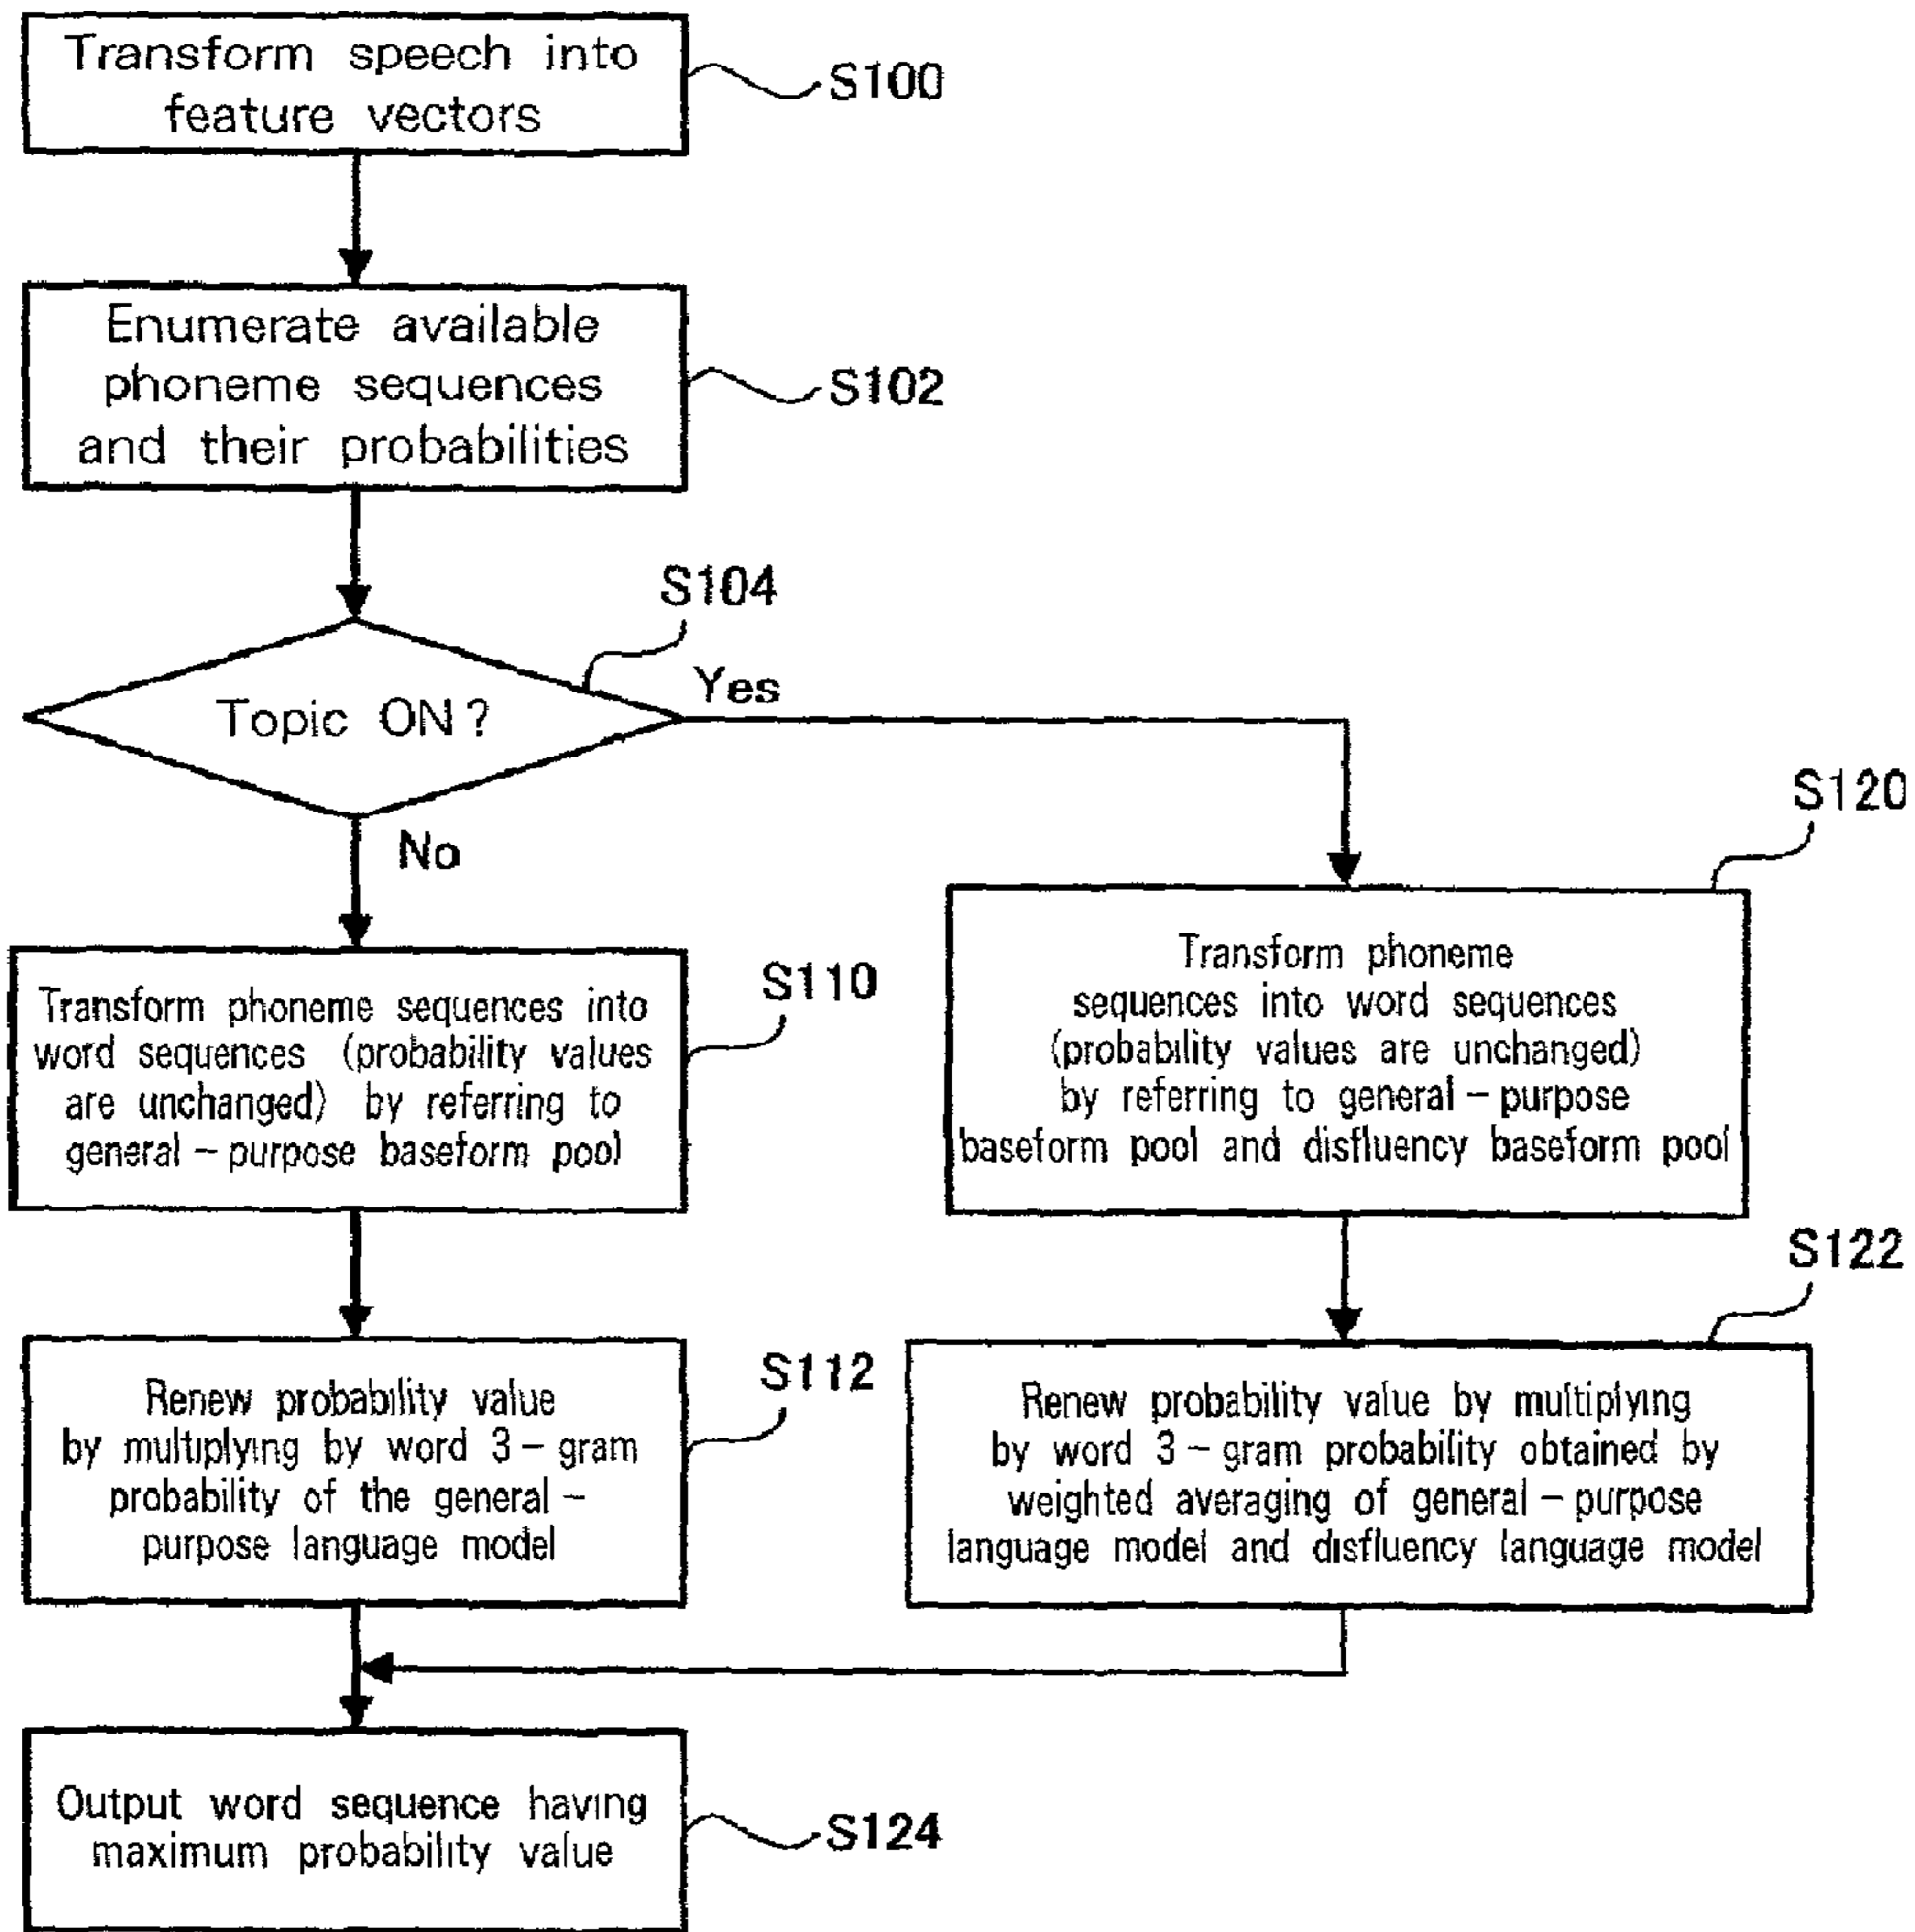 Transform speech into
feature vectors
S100
Enumerate available
phoneme sequences
and their probabilities
S102
S104
Topic ON?
Yes
No
S120
Transform phoneme
sequences into word sequences
(probability values are unchanged)
by referring to general-purpose
baseform pool and disfluency baseform pool
S110
Transform phoneme sequences into
word sequences (probability values
are unchanged) by referring to
general-purpose baseform pool
S122
Renew probability value by multiplying
by word 3-gram probability obtained by
weighted averaging of general-purpose
language model and disfluency language model
S112
Renew probability value
by multiplying by word 3-gram
probability of the general-
purpose language model
Output word sequence having
maximum probability value
S124